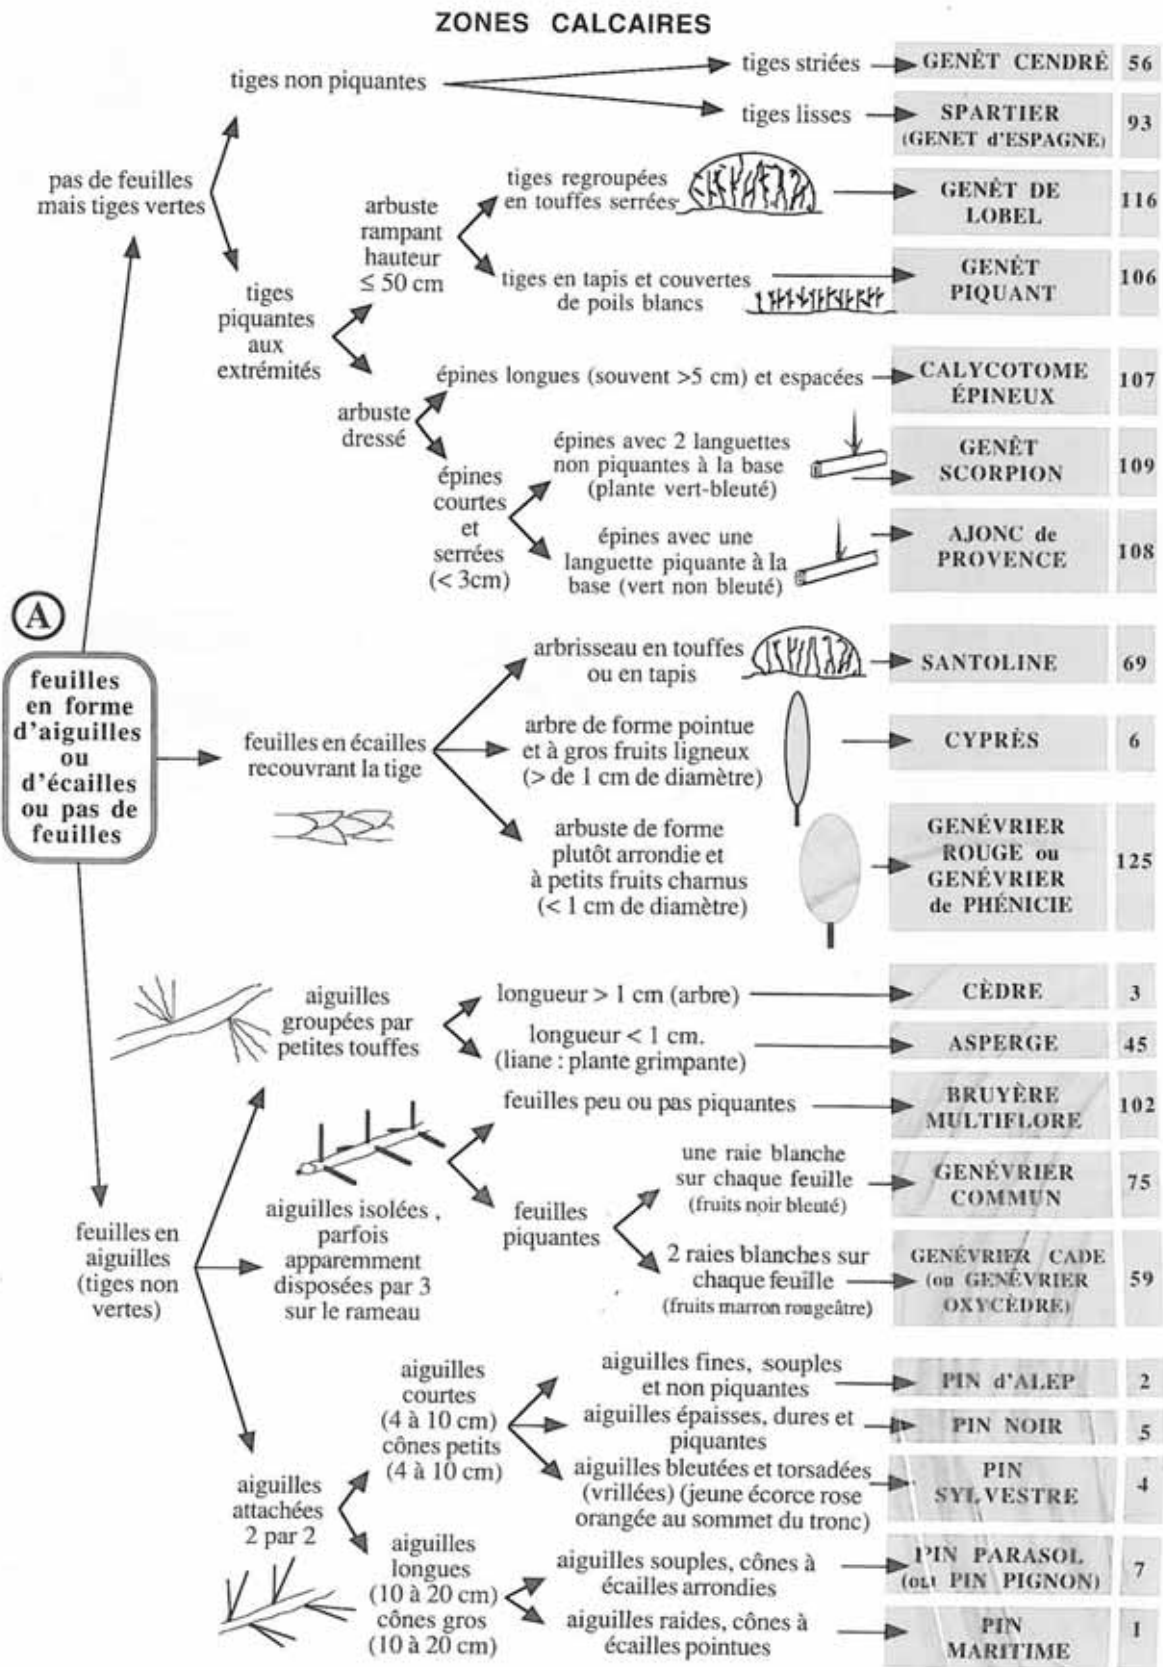 ZONES CALCAIRES
tiges non piquantes
tiges striées
GENÊT CENDRÉ 56
tiges lisses
SPARTIER
(GENET d'ESPAGNE)
93
pas de feuilles
mais tiges vertes
arbuste
rampant
hauteur
≤ 50 cm
tiges regroupées
en touffes serrées
GENÊT DE
LOBEL
116
tiges en tapis et couvertes
de poils blancs
GENÊT
PIQUANT
106
tiges
piquantes
aux
extrémités
arbuste
dressé
épines longues (souvent >5 cm) et espacées
CALYCOTOME
ÉPINEUX
107
épines
courtes
et
serrées
(< 3cm)
épines avec 2 languettes
non piquantes à la base
(plante vert-bleuté)
GENÊT
SCORPION
109
épines avec une
languette piquante à la
base (vert non bleuté)
AJONC de
PROVENCE
108
A
feuilles
en forme
d'aiguilles
ou
d'écailles
ou pas de
feuilles
feuilles en écailles
recouvrant la tige
arbrisseau en touffes
ou en tapis
SANTOLINE 69
arbre de forme pointue
et à gros fruits ligneux
(> de 1 cm de diamètre)
CYPRÈS 6
arbuste de forme
plutôt arrondie et
à petits fruits charnus
(< 1 cm de diamètre)
GENÉVRIER
ROUGE ou
GENÉVRIER
de PHÉNICIE
125
feuilles en
aiguilles
(tiges non
vertes)
aiguilles
groupées par
petites touffes
longueur > 1 cm (arbre)
CÈDRE 3
longueur < 1 cm.
(liane : plante grimpante)
ASPERGE 45
aiguilles isolées ,
parfois
apparemment
disposées par 3
sur le rameau
feuilles peu ou pas piquantes
BRUYÈRE
MULTIFLORE
102
feuilles
piquantes
une raie blanche
sur chaque feuille
(fruits noir bleuté)
GENÉVRIER
COMMUN
75
2 raies blanches sur
chaque feuille
(fruits marron rougeâtre)
GENÉVRIER CADE
(ou GENÉVRIER
OXYCÈDRE)
59
aiguilles
attachées
2 par 2
aiguilles
courtes
(4 à 10 cm)
cônes petits
(4 à 10 cm)
aiguilles fines, souples
et non piquantes
PIN d'ALEP 2
aiguilles épaisses, dures et
piquantes
PIN NOIR 5
aiguilles bleutées et torsadées
(vrillées) (jeune écorce rose
orangée au sommet du tronc)
PIN
SYLVESTRE
4
aiguilles
longues
(10 à 20 cm)
cônes gros
(10 à 20 cm)
aiguilles souples, cônes à
écailles arrondies
PIN PARASOL
(ou PIN PIGNON)
7
aiguilles raides, cônes à
écailles pointues
PIN
MARITIME
1